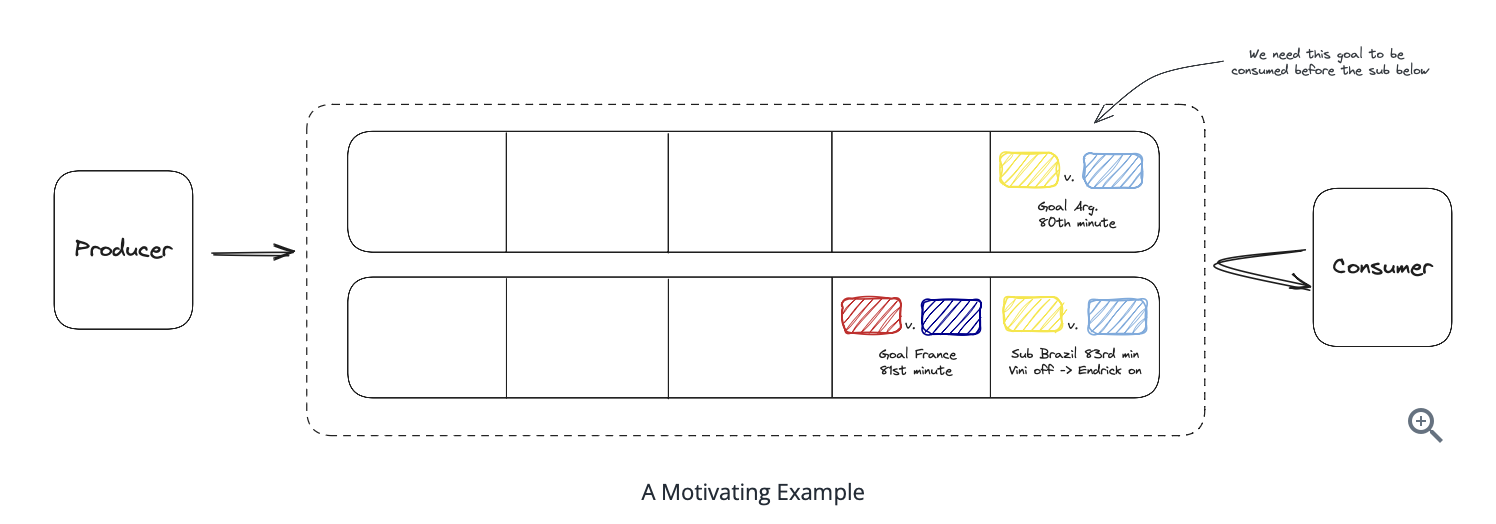 We need this goal to be
consumed before the sub below
v.
Goal Arg.
80th minute
Producer
Consumer
v.
Goal France
81st minute
v.
Sub Brazil 83rd min
Vini off -> Endrick on
A Motivating Example